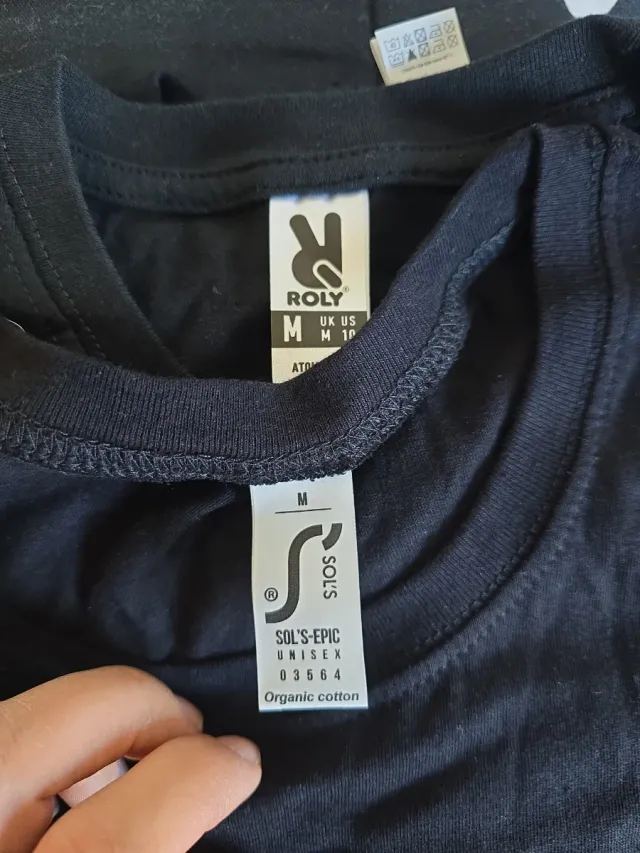 ROLY®
M
UK US
M 10
M
®
SOL'S
SOL'S-EPIC
UNISEX
03564
Organic cotton